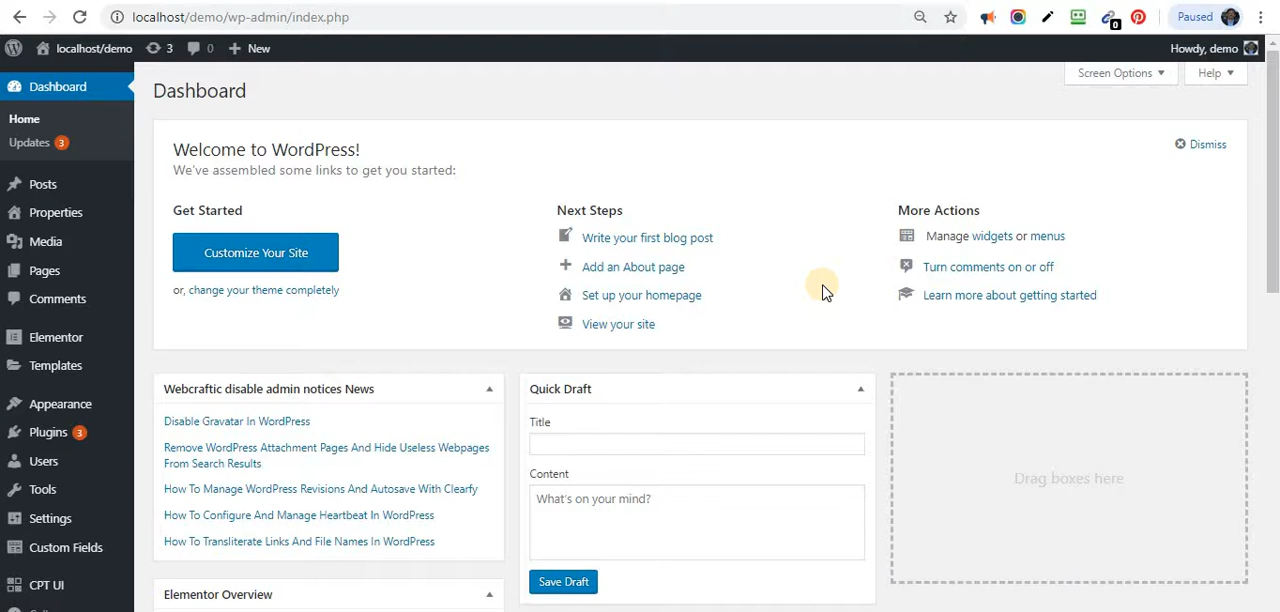 localhost/demo/wp-admin/index.php
0
Paused
localhost/demo 3 0 New
Howdy, demo
Dashboard
Home
Updates 3
Posts
Properties
Media
Pages
Comments
Elementor
Templates
Appearance
Plugins 3
Users
Tools
Settings
Custom Fields
CPT UI
Screen Options
Help
Dashboard
Welcome to WordPress!
We've assembled some links to get you started:
Dismiss
Get Started
Customize Your Site
or, change your theme completely
Next Steps
Write your first blog post
Add an About page
Set up your homepage
View your site
More Actions
Manage widgets or menus
Turn comments on or off
Learn more about getting started
Webcraftic disable admin notices News
Disable Gravatar In WordPress
Remove WordPress Attachment Pages And Hide Useless Webpages
From Search Results
How To Manage WordPress Revisions And Autosave With Clearfy
How To Configure And Manage Heartbeat In WordPress
How To Transliterate Links And File Names In WordPress
Elementor Overview
Quick Draft
Title
Content
What's on your mind?
Save Draft
Drag boxes here